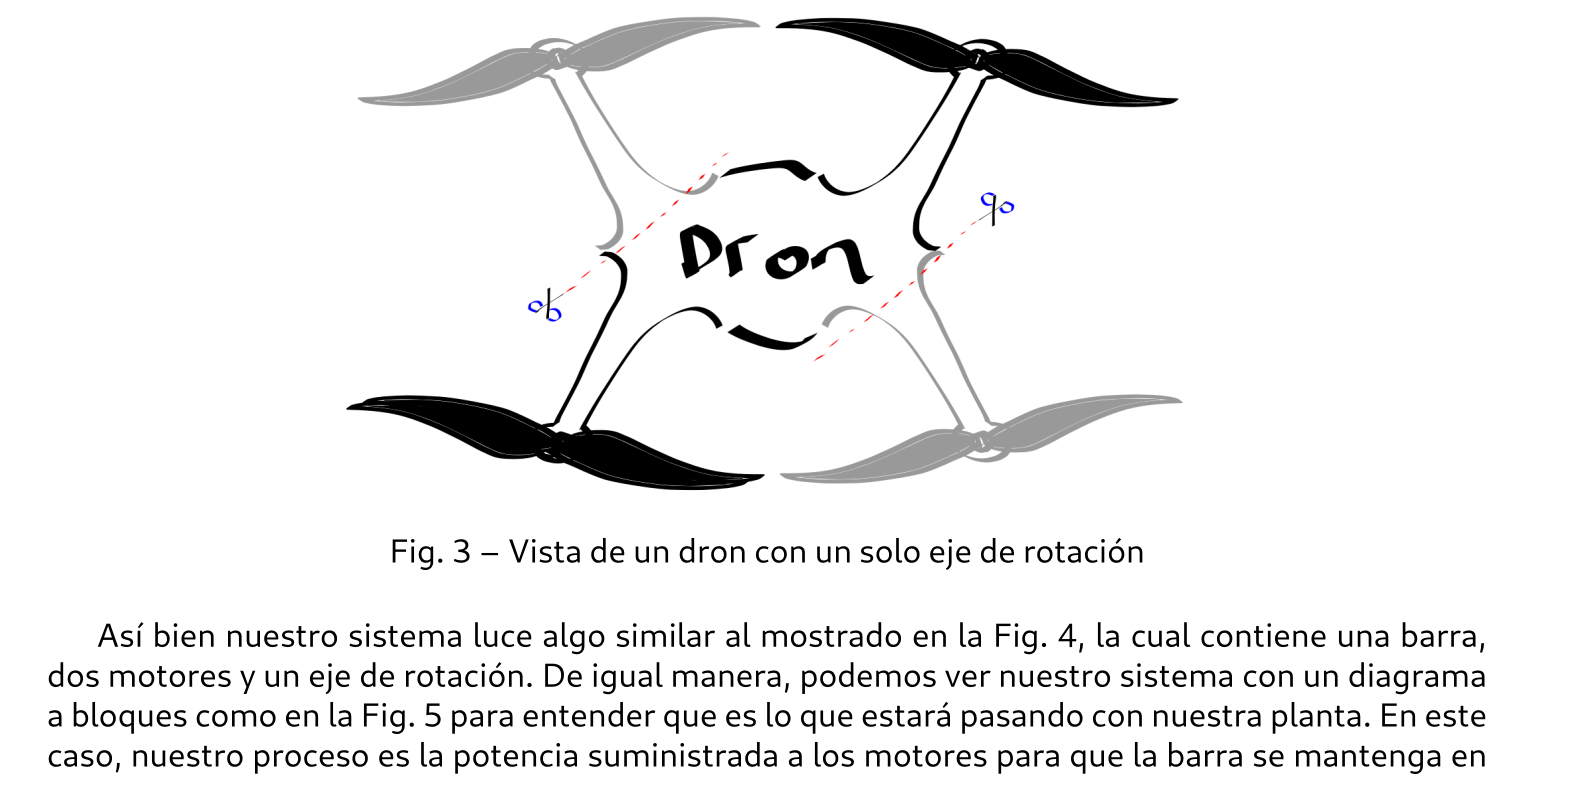 Dron
Fig. 3 – Vista de un dron con un solo eje de rotación
Así bien nuestro sistema luce algo similar al mostrado en la Fig. 4, la cual contiene una barra,
dos motores y un eje de rotación. De igual manera, podemos ver nuestro sistema con un diagrama
a bloques como en la Fig. 5 para entender que es lo que estará pasando con nuestra planta. En este
caso, nuestro proceso es la potencia suministrada a los motores para que la barra se mantenga en